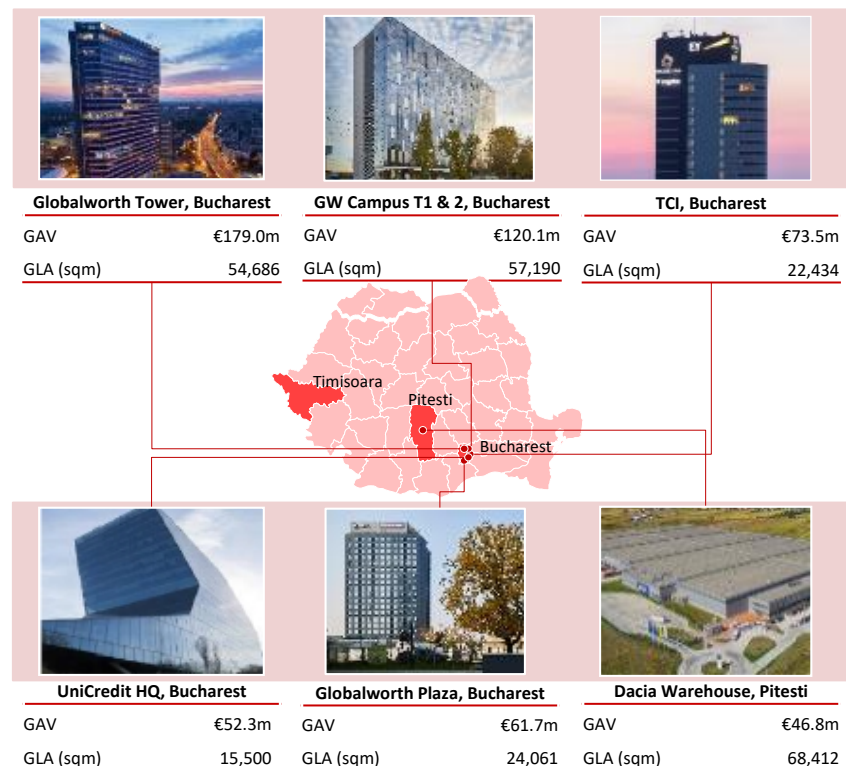 Globalworth Tower, Bucharest
GAV €179.0m
GLA (sqm) 54,686
GW Campus T1 & 2, Bucharest
GAV €120.1m
GLA (sqm) 57,190
TCI, Bucharest
GAV €73.5m
GLA (sqm) 22,434
Timisoara
Pitesti
Bucharest
UniCredit HQ, Bucharest
GAV €52.3m
GLA (sqm) 15,500
Globalworth Plaza, Bucharest
GAV €61.7m
GLA (sqm) 24,061
Dacia Warehouse, Pitesti
GAV €46.8m
GLA (sqm) 68,412